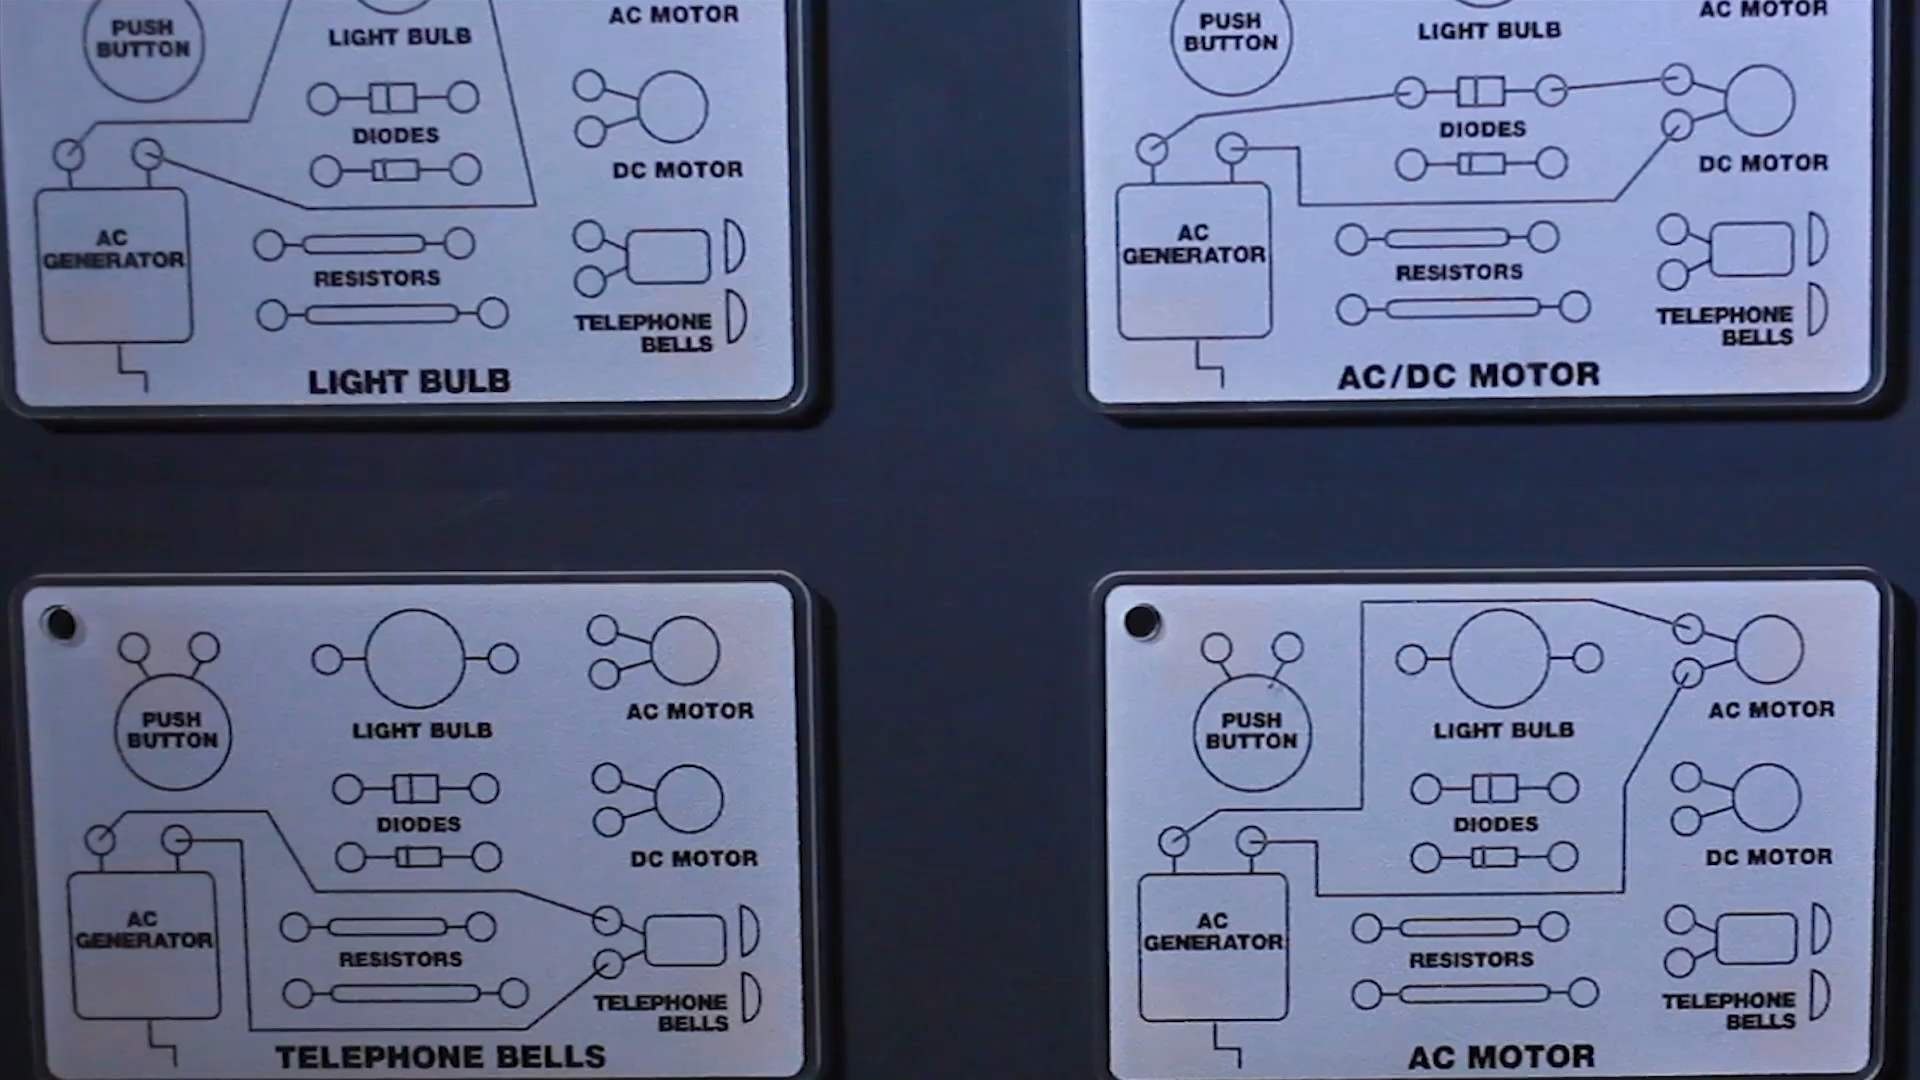 PUSH
BUTTON
LIGHT BULB
AC MOTOR
DIODES
DC MOTOR
AC
GENERATOR
RESISTORS
TELEPHONE
BELLS
LIGHT BULB
PUSH
BUTTON
LIGHT BULB
AC MOTOR
DIODES
DC MOTOR
AC
GENERATOR
RESISTORS
TELEPHONE
BELLS
AC/DC MOTOR
PUSH
BUTTON
LIGHT BULB
AC MOTOR
DIODES
DC MOTOR
AC
GENERATOR
RESISTORS
TELEPHONE
BELLS
TELEPHONE BELLS
PUSH
BUTTON
LIGHT BULB
AC MOTOR
DIODES
DC MOTOR
AC
GENERATOR
RESISTORS
TELEPHONE
BELLS
AC MOTOR